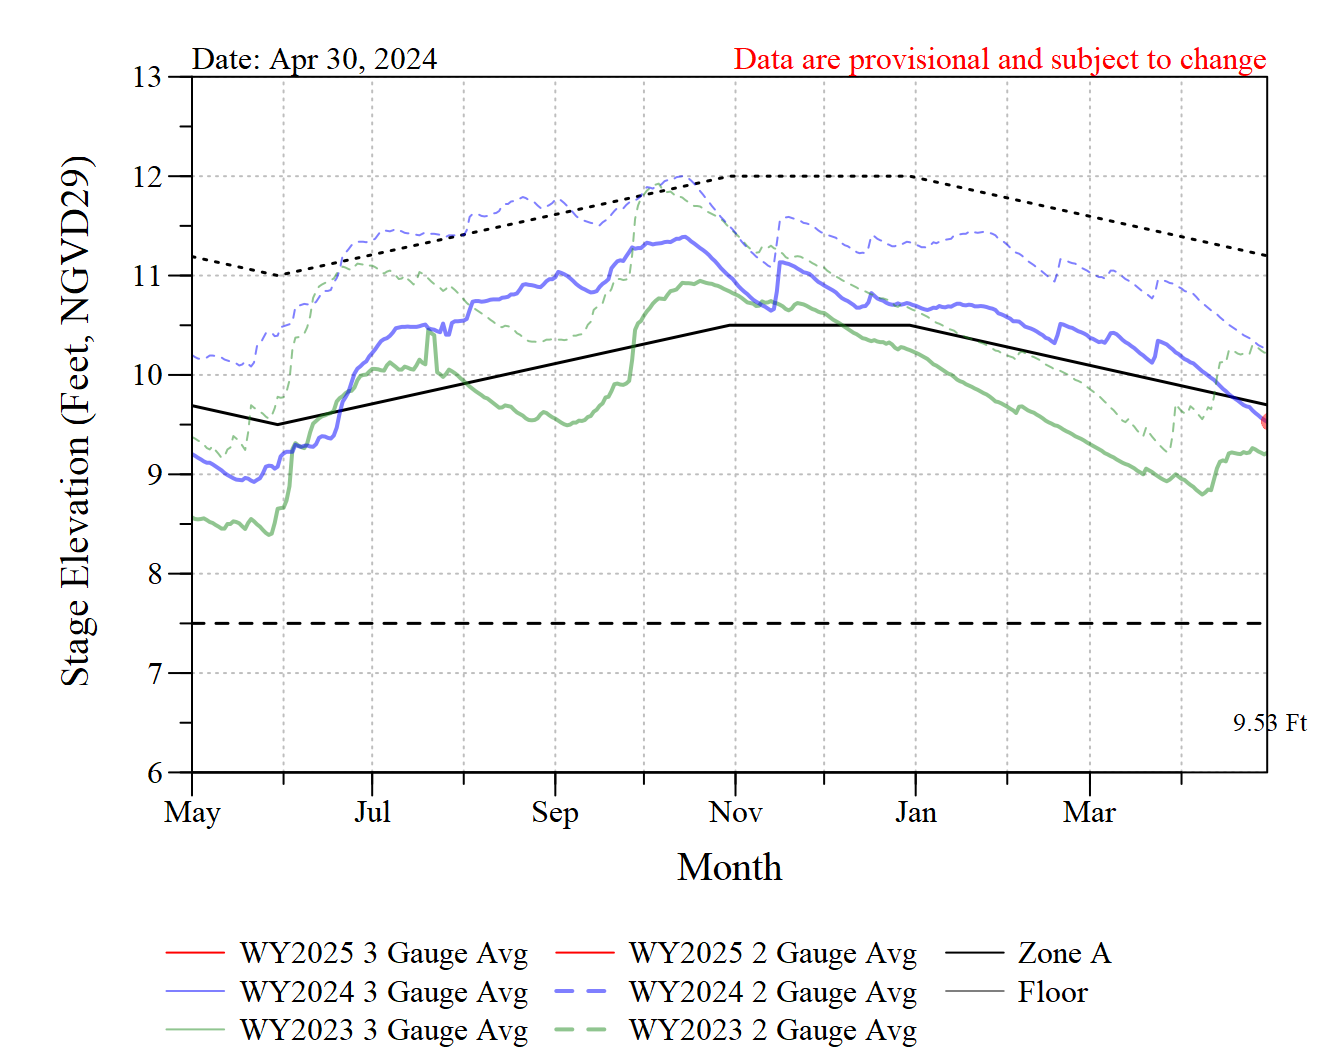 Date: Apr 30, 2024
Data are provisional and subject to change
13
12
11
10
9
8
7
6
Stage Elevation (Feet, NGVD29)
9.53 Ft
May Jul Sep Nov Jan Mar
Month
WY2025 3 Gauge Avg WY2025 2 Gauge Avg Zone A
WY2024 3 Gauge Avg WY2024 2 Gauge Avg Floor
WY2023 3 Gauge Avg WY2023 2 Gauge Avg